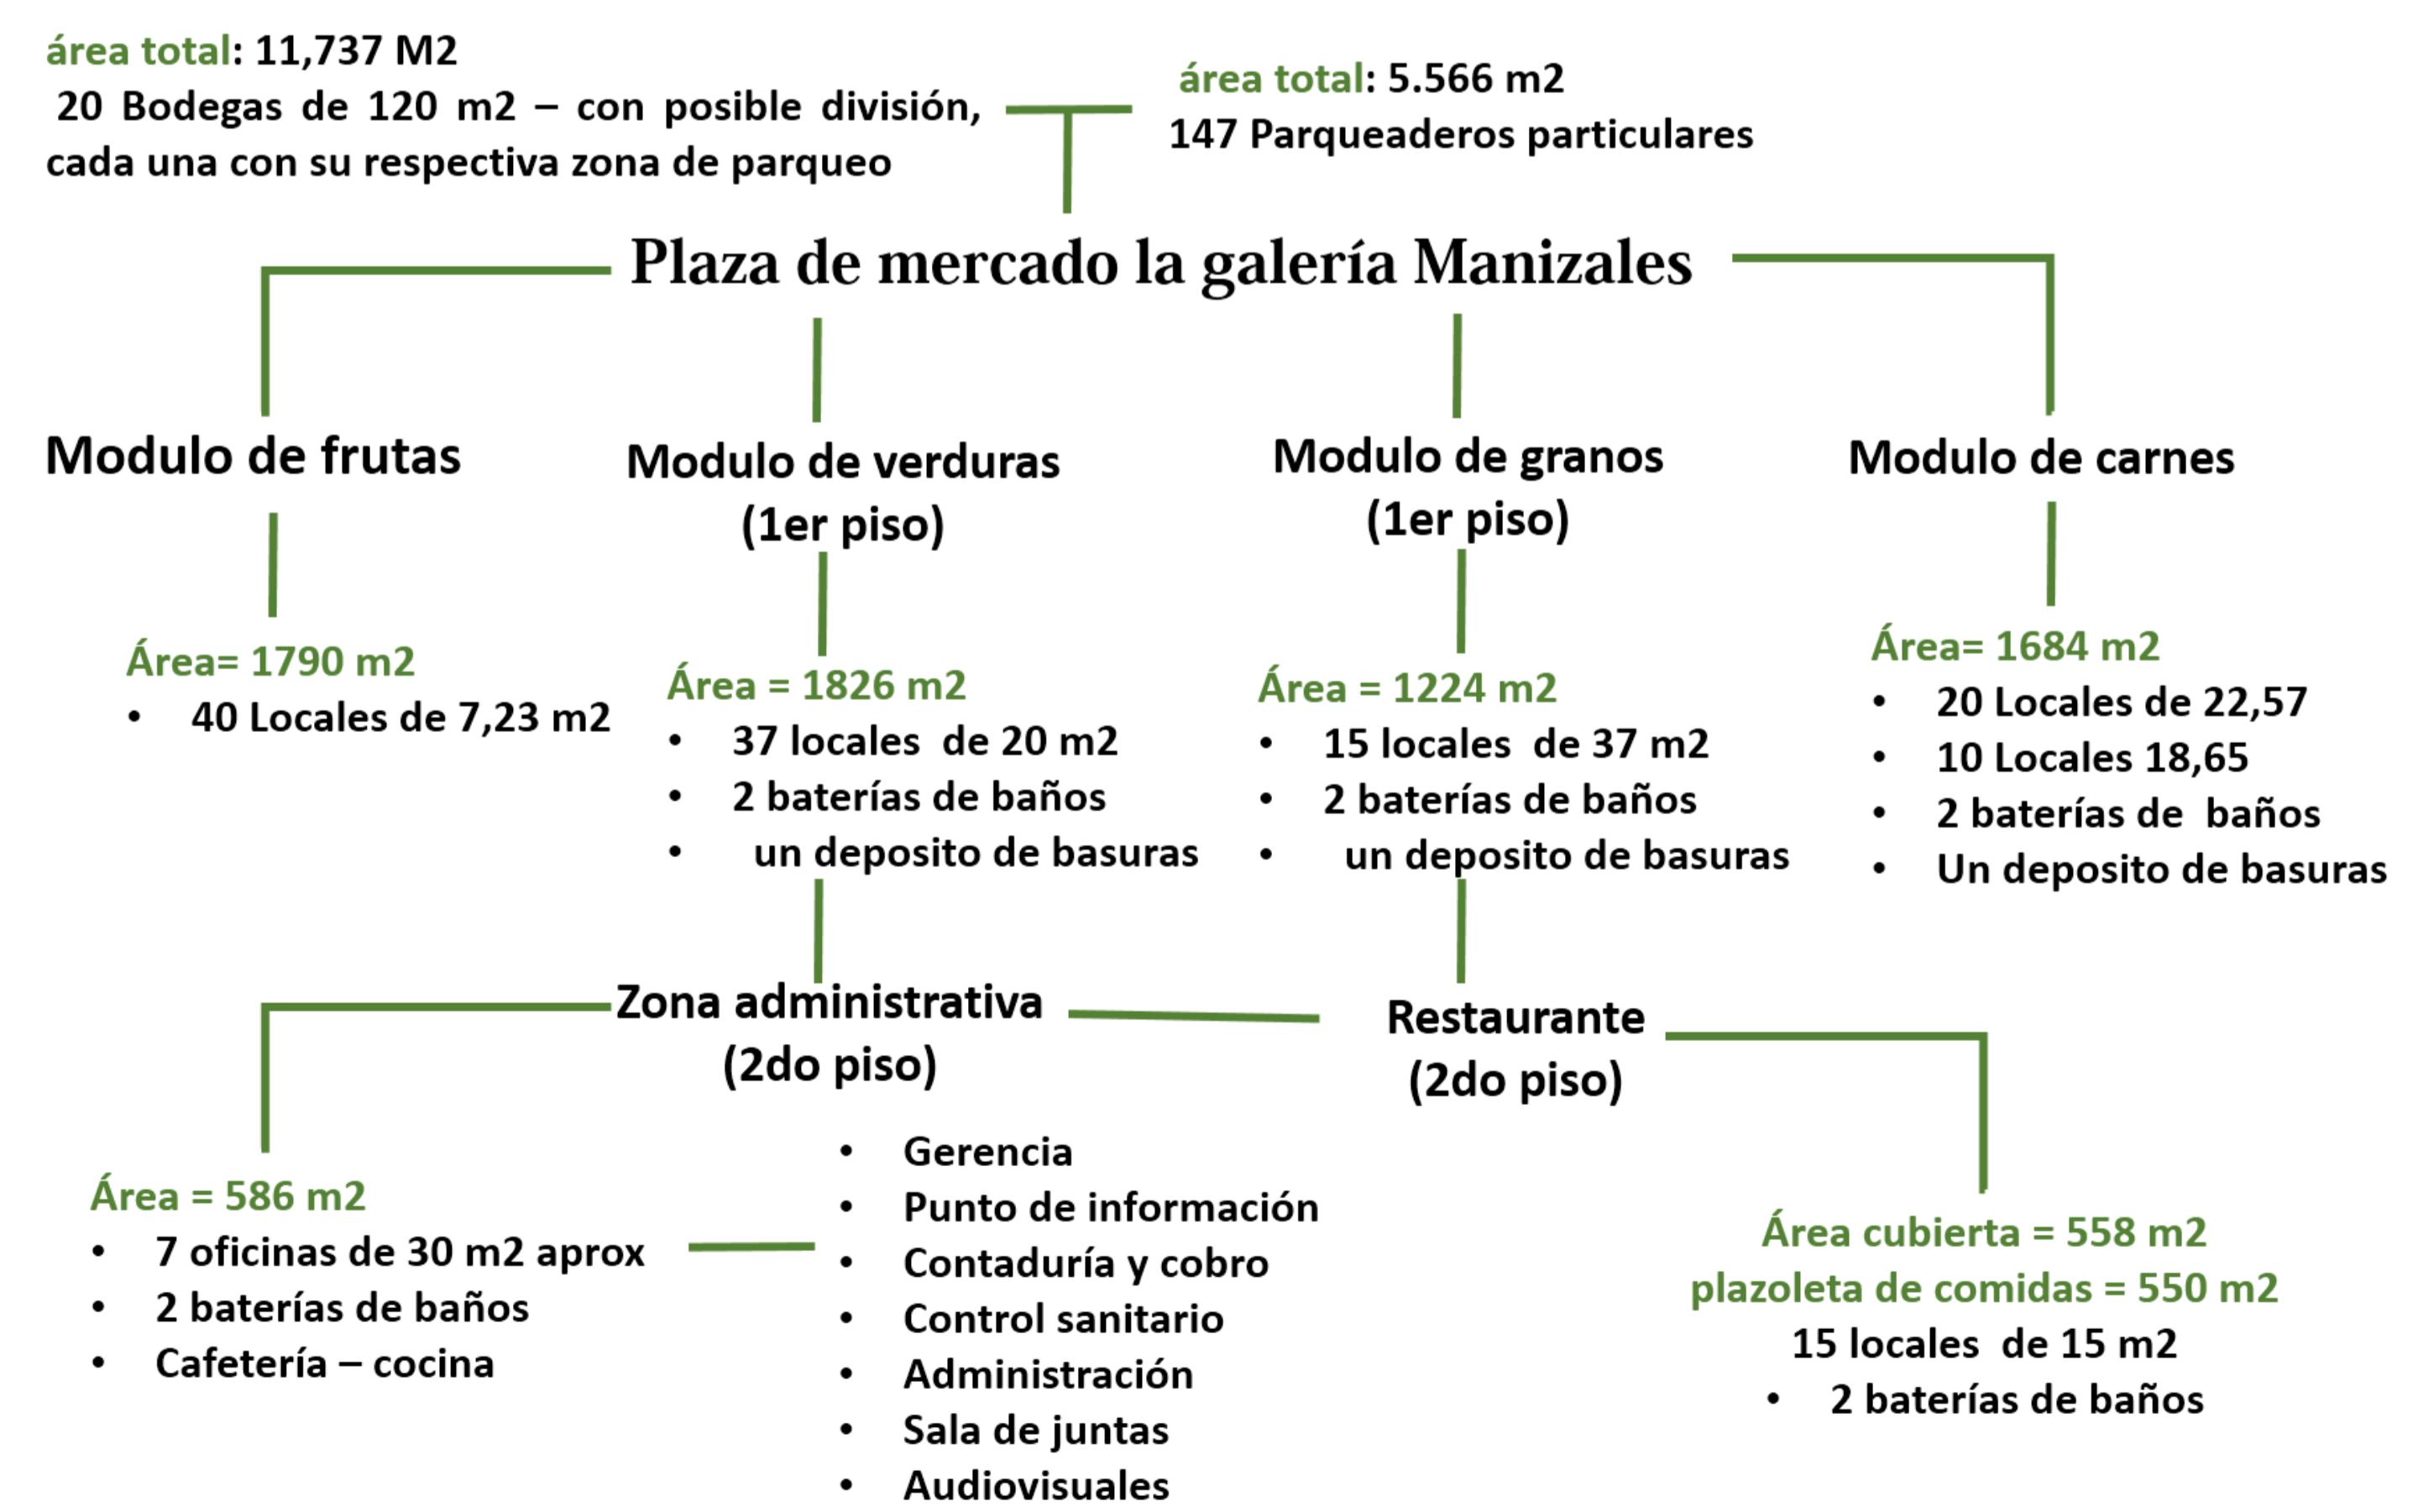 área total: 11,737 M2
20 Bodegas de 120 m2 – con posible división,
cada una con su respectiva zona de parqueo
área total: 5.566 m2
147 Parqueaderos particulares
Plaza de mercado la galería Manizales
Modulo de frutas
Área= 1790 m2
• 40 Locales de 7,23 m2
Modulo de verduras
(1er piso)
Área = 1826 m2
• 37 locales de 20 m2
• 2 baterías de baños
• un deposito de basuras
Modulo de granos
(1er piso)
Área = 1224 m2
• 15 locales de 37 m2
• 2 baterías de baños
• un deposito de basuras
Modulo de carnes
Área= 1684 m2
• 20 Locales de 22,57
• 10 Locales 18,65
• 2 baterías de baños
• Un deposito de basuras
Zona administrativa
(2do piso)
Área = 586 m2
• 7 oficinas de 30 m2 aprox
• 2 baterías de baños
• Cafetería – cocina
• Gerencia
• Punto de información
• Contaduría y cobro
• Control sanitario
• Administración
• Sala de juntas
• Audiovisuales
Restaurante
(2do piso)
Área cubierta = 558 m2
plazoleta de comidas = 550 m2
15 locales de 15 m2
• 2 baterías de baños